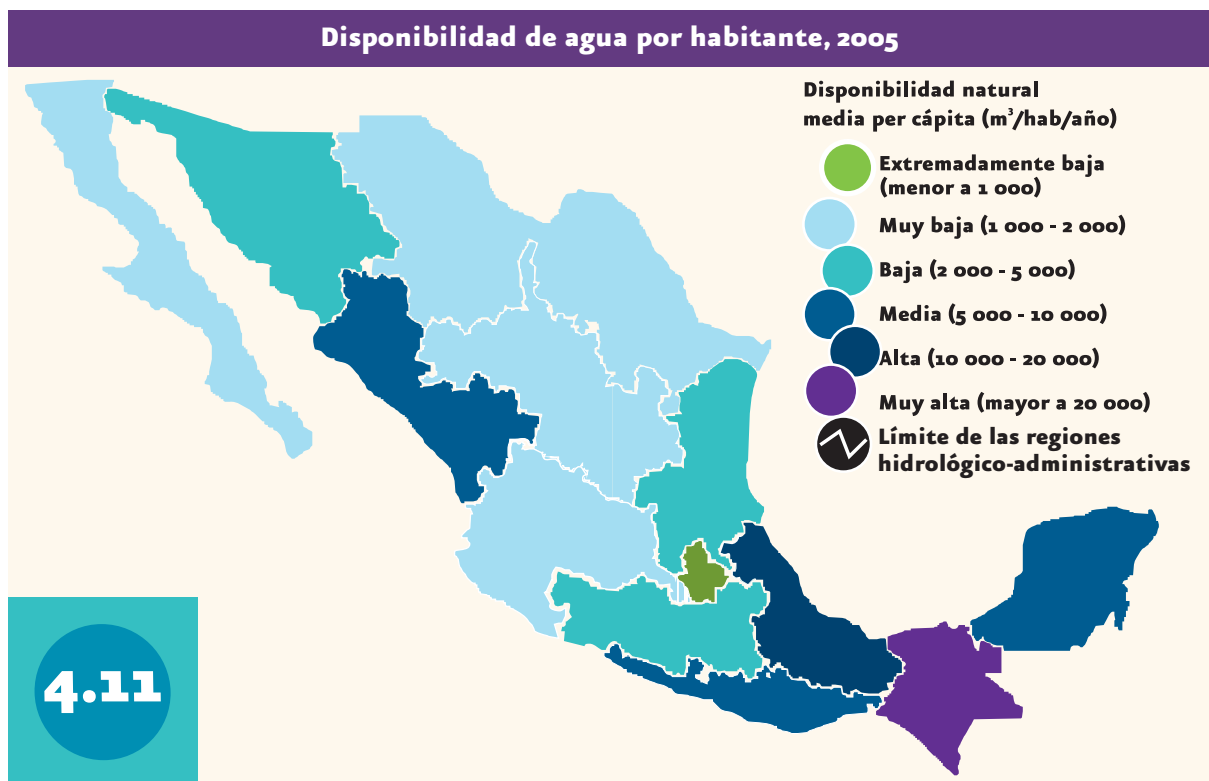 Disponibilidad de agua por habitante, 2005
Disponibilidad natural
media per cápita (m³/hab/año)
Extremadamente baja
(menor a 1 000)
Muy baja (1 000 - 2 000)
Baja (2 000 - 5 000)
Media (5 000 - 10 000)
Alta (10 000 - 20 000)
Muy alta (mayor a 20 000)
Límite de las regiones
hidrológico-administrativas
4.11